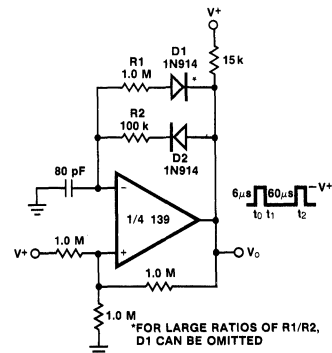 V+
D1
R1
1N914
*
15k
1.0 M
R2
100 k
D2
1N914
80 pF
-
6μs
60μs
V+
t0 t1 t2
1/4 139
V+
1.0 M
+
VO
1.0 M
1.0 M
*FOR LARGE RATIOS OF R1/R2,
D1 CAN BE OMITTED